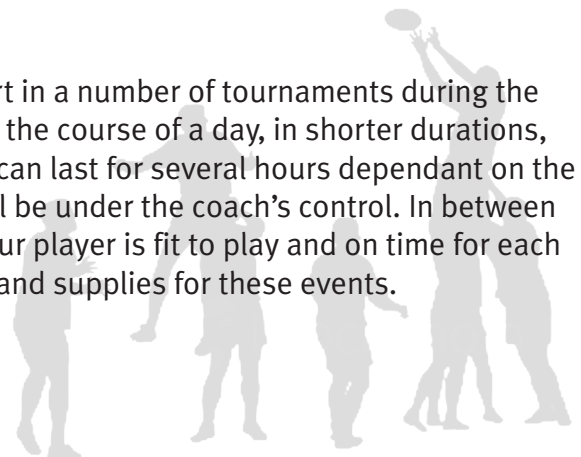 rt in a number of tournaments during the
the course of a day, in shorter durations,
can last for several hours dependant on the
l be under the coach’s control. In between
ur player is fit to play and on time for each
and supplies for these events.